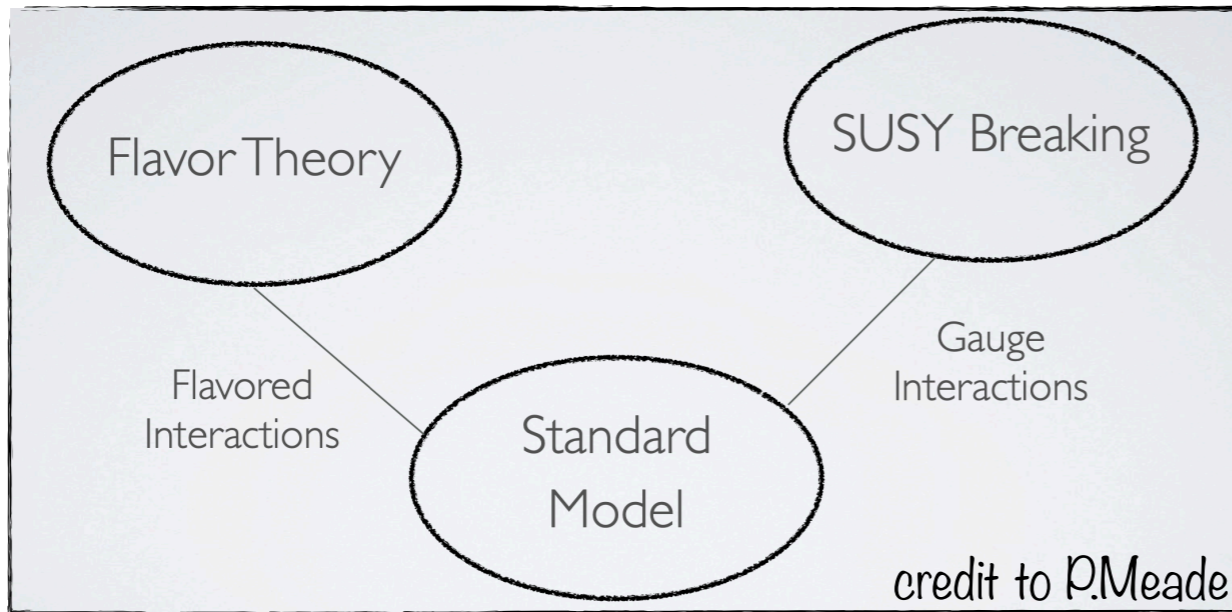 Flavor Theory
SUSY Breaking
Flavored
Interactions
Gauge
Interactions
Standard
Model
credit to P.Meade